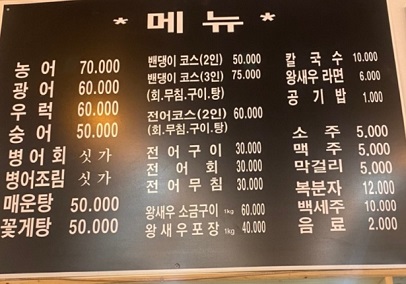 * 메 뉴 *
농 어 70.000
광 어 60.000
우 럭 60.000
숭 어 50.000
병 어 회 싯 가
병어조림 싯 가
매운탕 50.000
꽃게탕 50.000
밴댕이 코스(2인) 50.000
밴댕이 코스(3인) 75.000
(회.무침.구이.탕)
전어코스(2인) 60.000
(회.무침.구이.탕)
전 어 구 이 30.000
전 어 회 30.000
전 어 무 침 30.000
왕새우 소금구이 1kg 60.000
왕 새 우 포 장 1kg 40.000
칼 국 수 10.000
왕새우 라면 6.000
공 기 밥 1.000
소 주 5.000
맥 주 5.000
막걸리 5.000
복분자 12.000
백세주 10.000
음 료 2.000